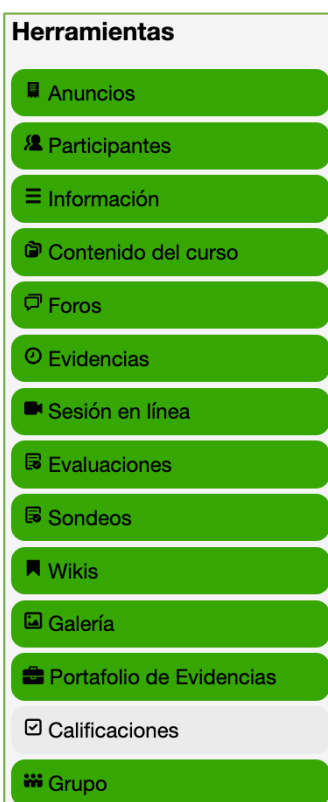 Herramientas
Anuncios
Participantes
Información
Contenido del curso
Foros
Evidencias
Sesión en línea
Evaluaciones
Sondeos
Wikis
Galería
Portafolio de Evidencias
Calificaciones
Grupo